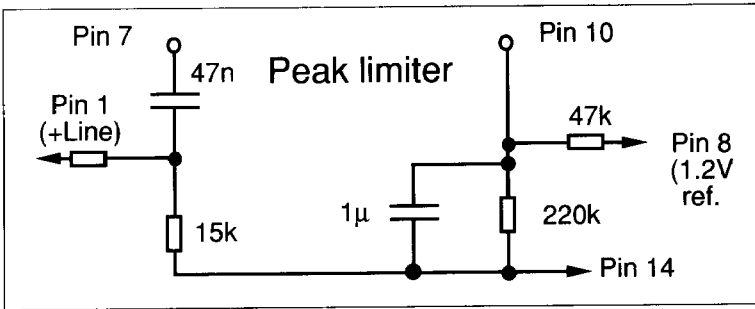 Pin 7
Pin 10
47n
Peak limiter
Pin 1
(+Line)
47k
Pin 8
(1.2V
ref.
15k
1µ
220k
Pin 14